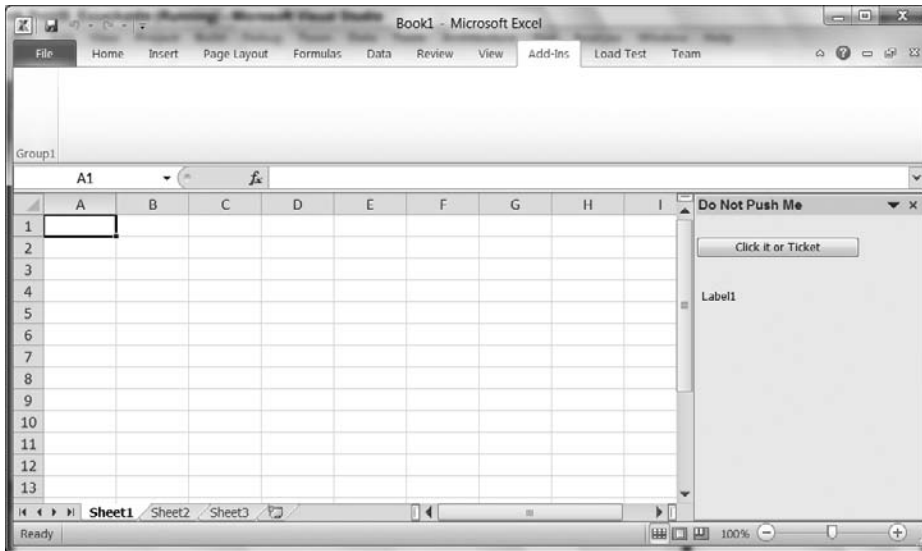 Book1 - Microsoft Excel
File Home Insert Page Layout Formulas Data Review View Add-Ins Load Test Team
Group1
A1 fx
A B C D E F G H I Do Not Push Me
1
2 Click it or Ticket
3
4 Label1
5
6
7
8
9
10
11
12
13
Sheet1 Sheet2 Sheet3
Ready 100%